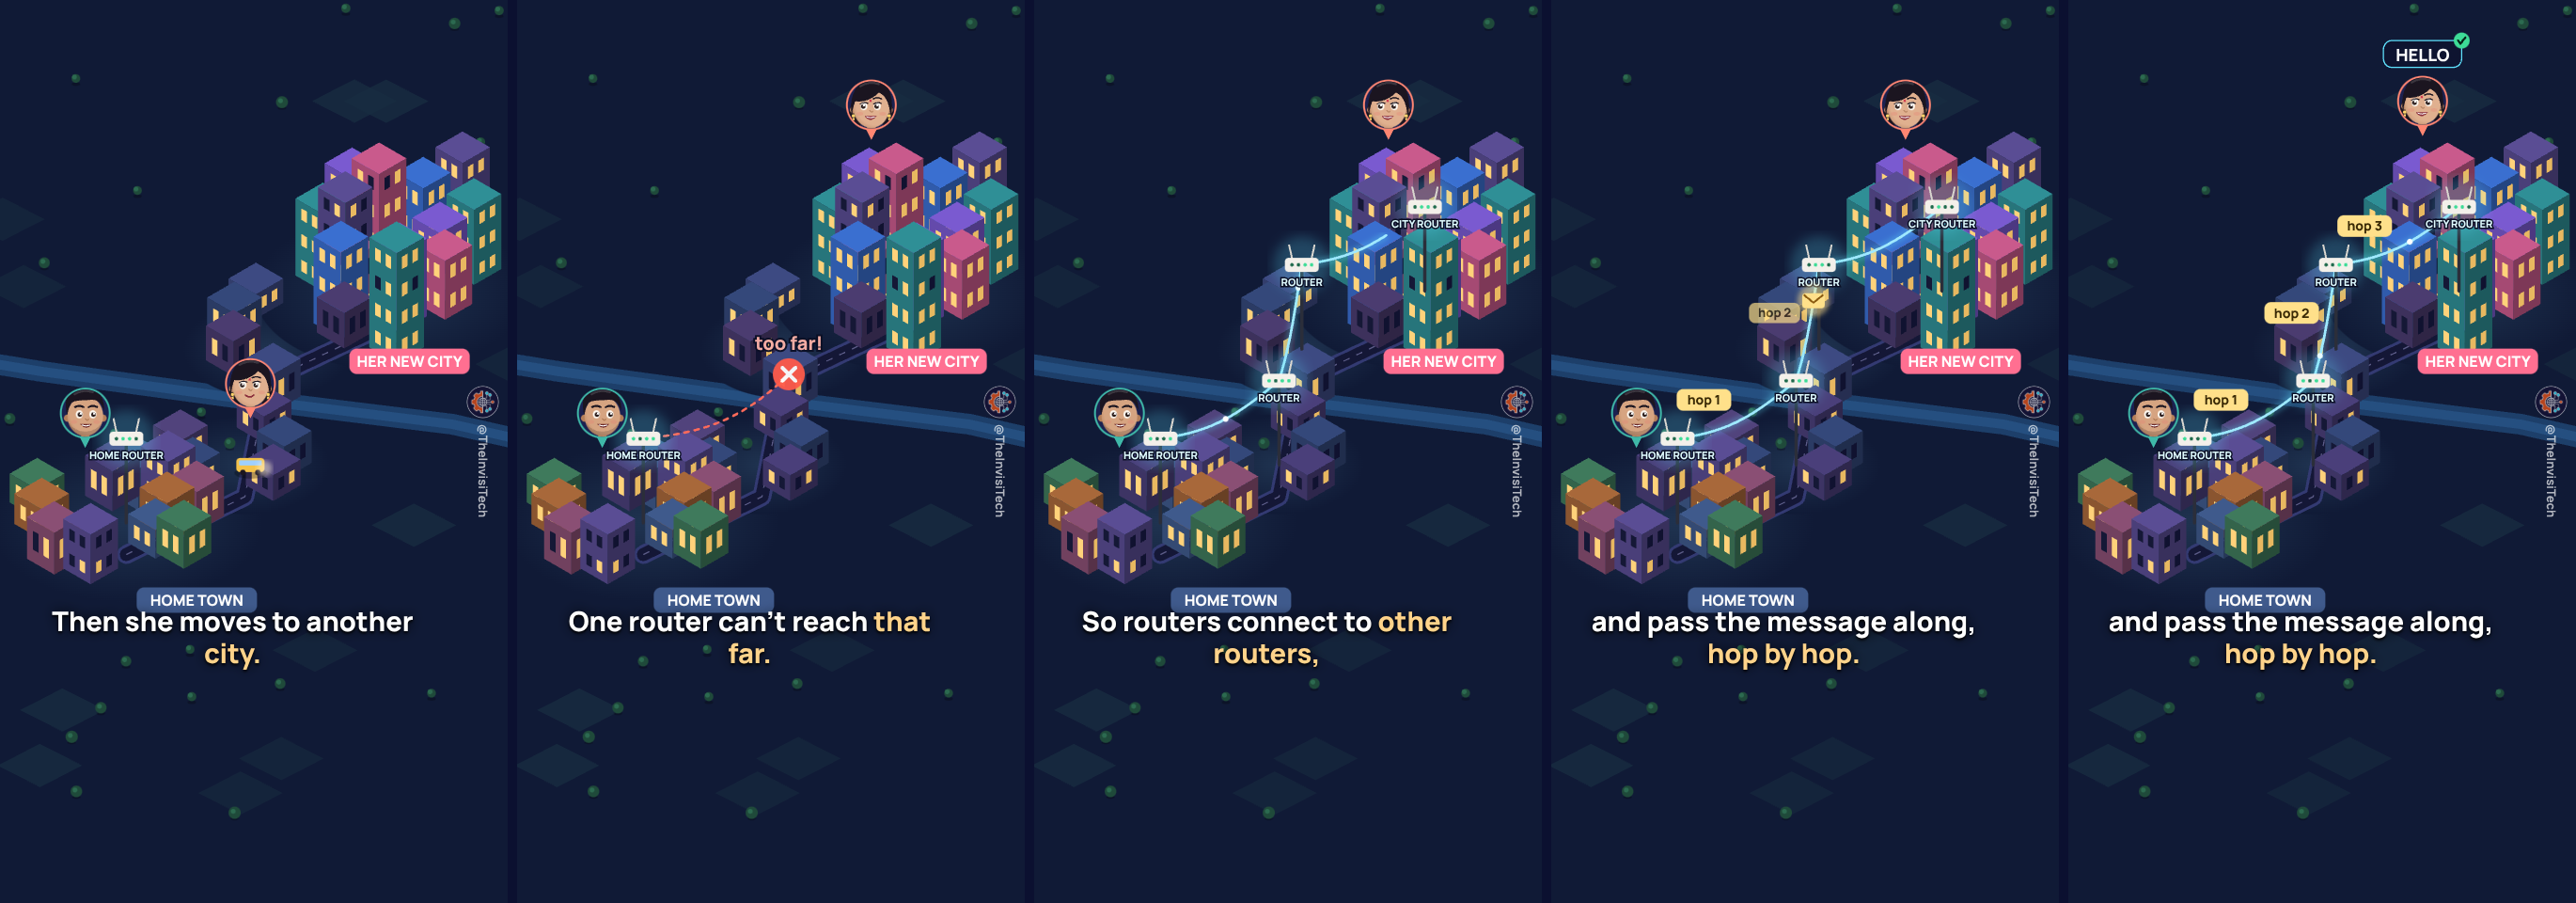 HER NEW CITY
HOME ROUTER
@TheInvisiTech
HOME TOWN
Then she moves to another
city.
too far!
HER NEW CITY
HOME ROUTER
@TheInvisiTech
HOME TOWN
One router can't reach that
far.
CITY ROUTER
ROUTER
HER NEW CITY
ROUTER
HOME ROUTER
@TheInvisiTech
HOME TOWN
So routers connect to other
routers,
CITY ROUTER
ROUTER
hop 2
HER NEW CITY
hop 1
ROUTER
HOME ROUTER
@TheInvisiTech
HOME TOWN
and pass the message along,
hop by hop.
HELLO
hop 3
CITY ROUTER
ROUTER
hop 2
HER NEW CITY
hop 1
ROUTER
HOME ROUTER
@TheInvisiTech
HOME TOWN
and pass the message along,
hop by hop.